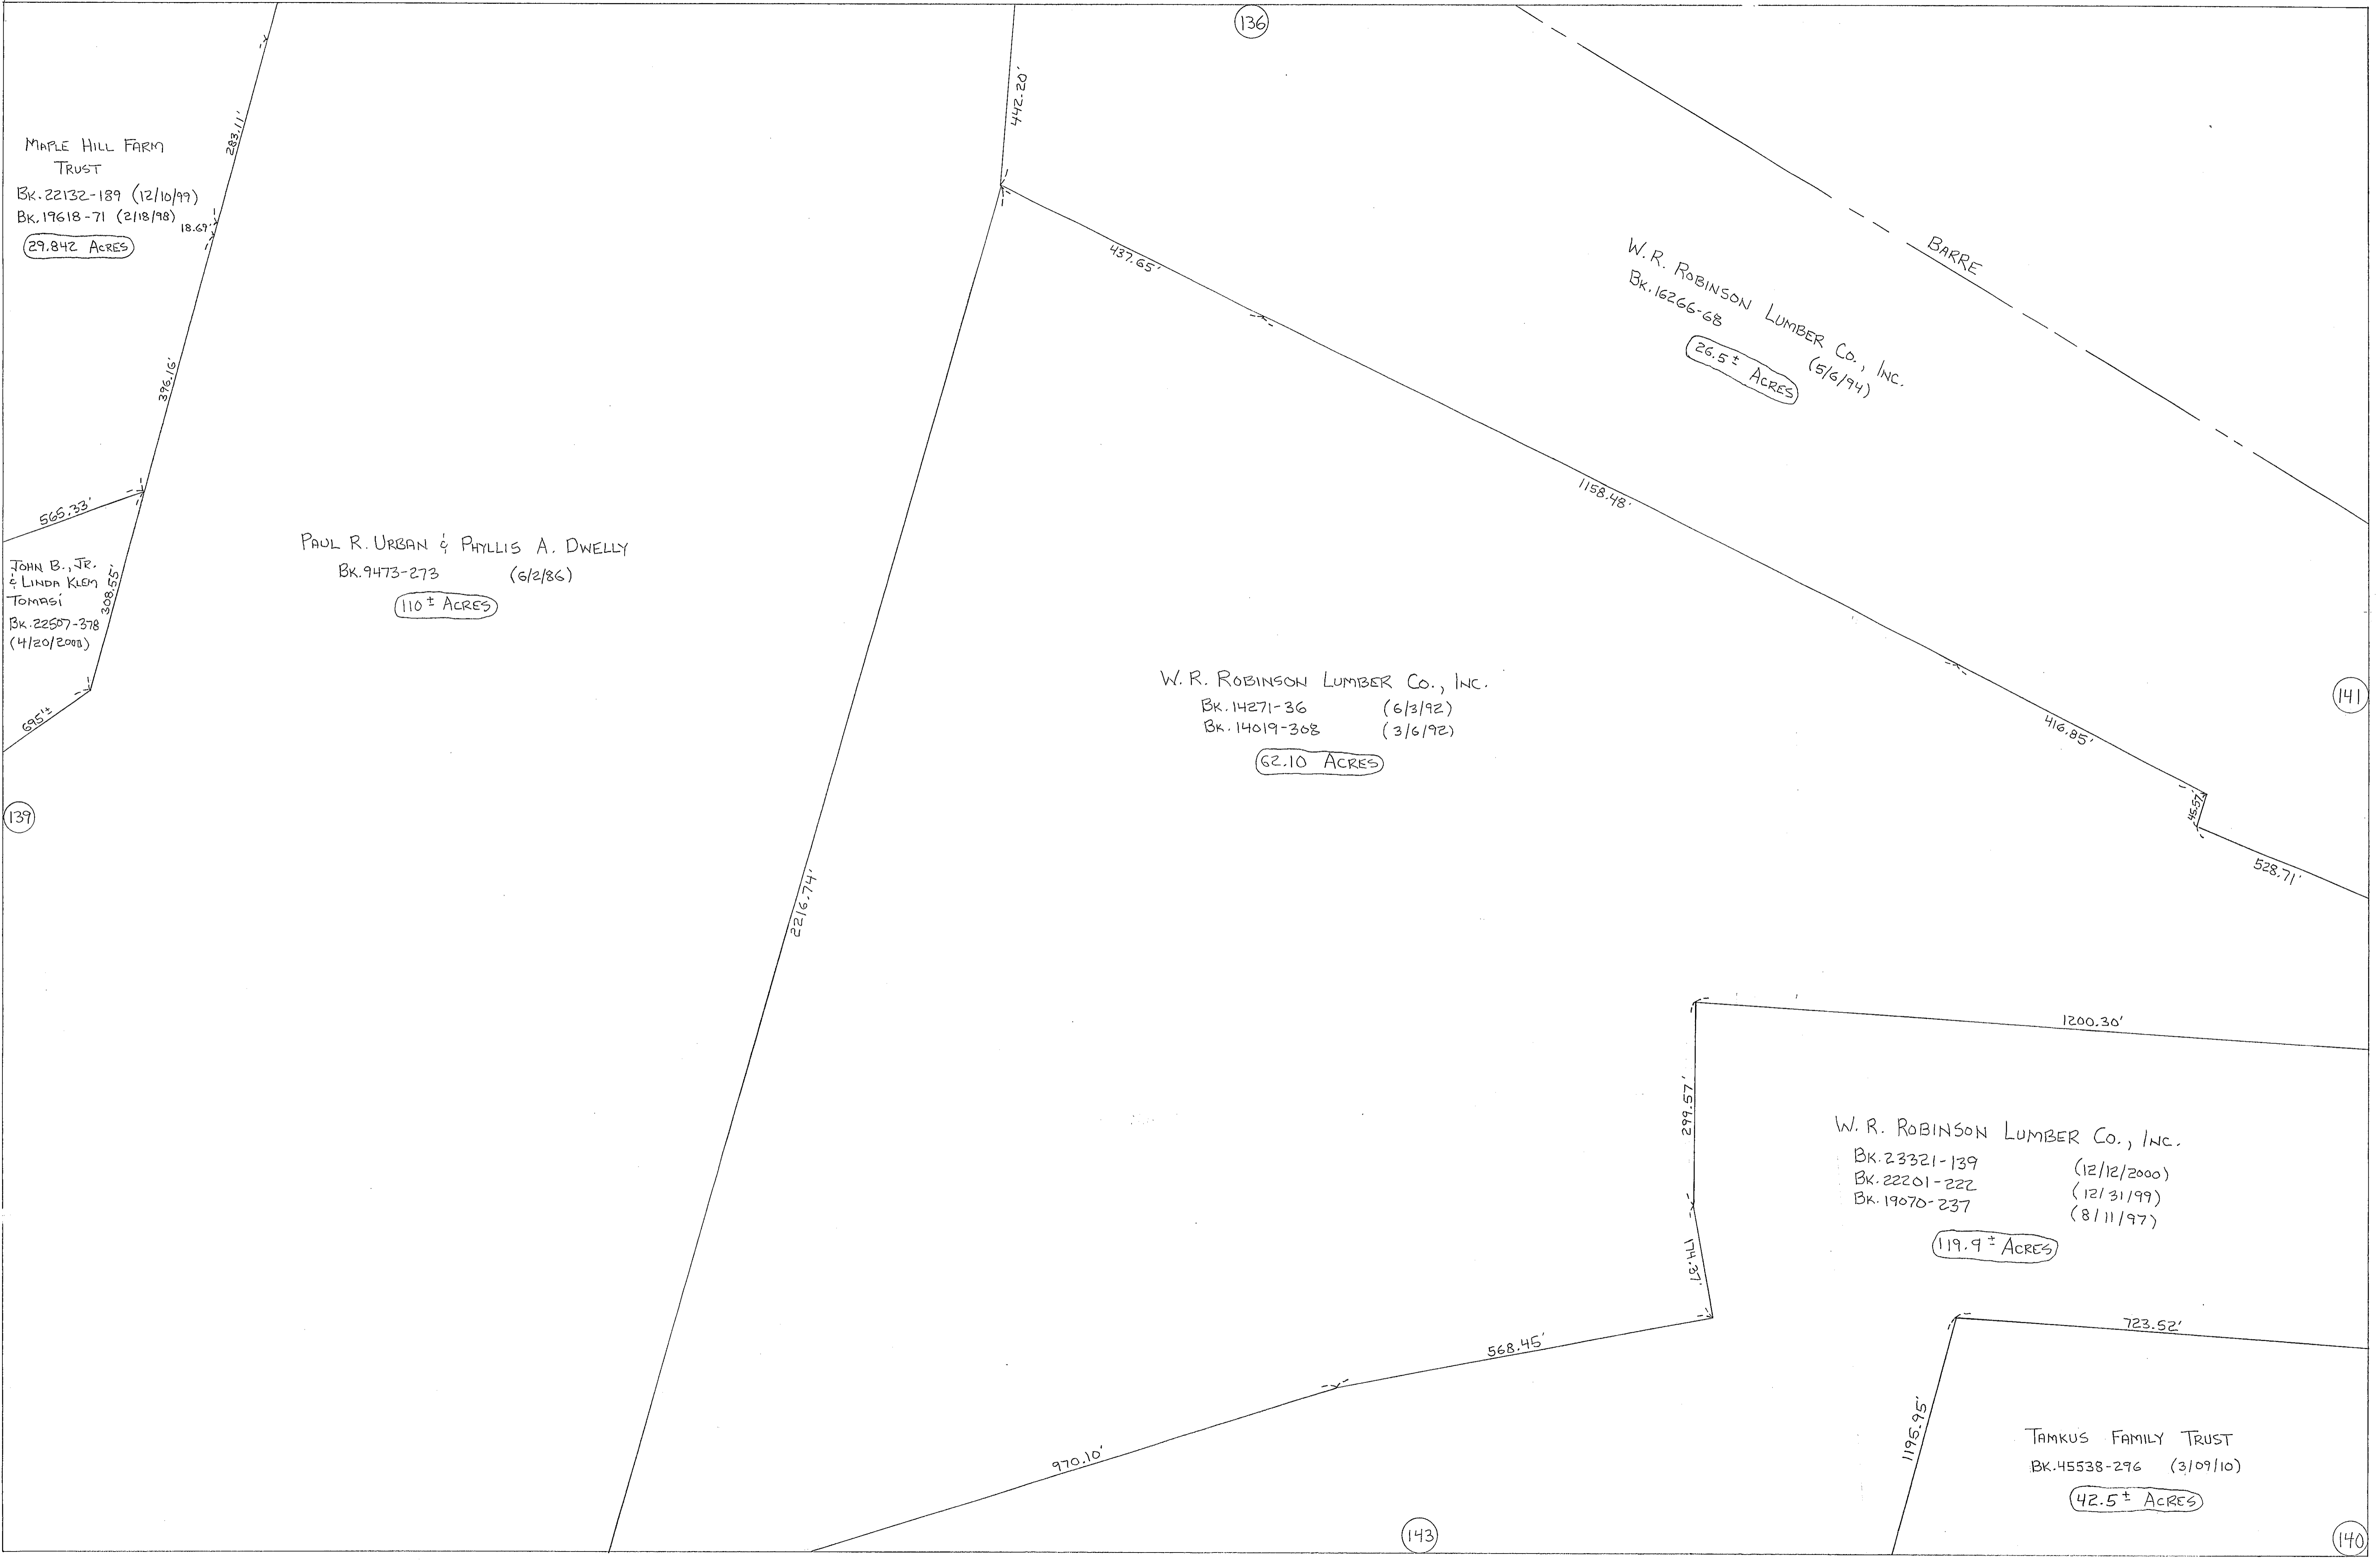 136
442.20'
283.11'
MAPLE HILL FARM
TRUST
BK.22132-189 (12/10/99)
BK.19618-71 (2/18/98)
18.69'
29.842 ACRES
437.65'
BARRE
W. R. ROBINSON LUMBER CO., INC.
BK.16266-68 (5/6/94)
26.5± ACRES
396.16'
565.33'
1158.48'
JOHN B., JR.
& LINDA KLEM
TOMASI
BK.22507-378
(4/20/2000)
308.55'
695'±
PAUL R. URBAN & PHYLLIS A. DWELLY
BK.9473-273 (6/2/86)
110± ACRES
W. R. ROBINSON LUMBER CO., INC.
BK.14271-36 (6/3/92)
BK.14019-308 (3/6/92)
62.10 ACRES
141
416.85'
45.57'
528.71'
139
2216.74'
1200.30'
299.57'
W. R. ROBINSON LUMBER CO., INC.
BK.23321-139 (12/12/2000)
BK.22201-222 (12/31/99)
BK.19070-237 (8/11/97)
119.9± ACRES
174.37'
568.45'
723.52'
970.10'
1195.95'
TAMKUS FAMILY TRUST
BK.45538-296 (3/09/10)
42.5± ACRES
143
140